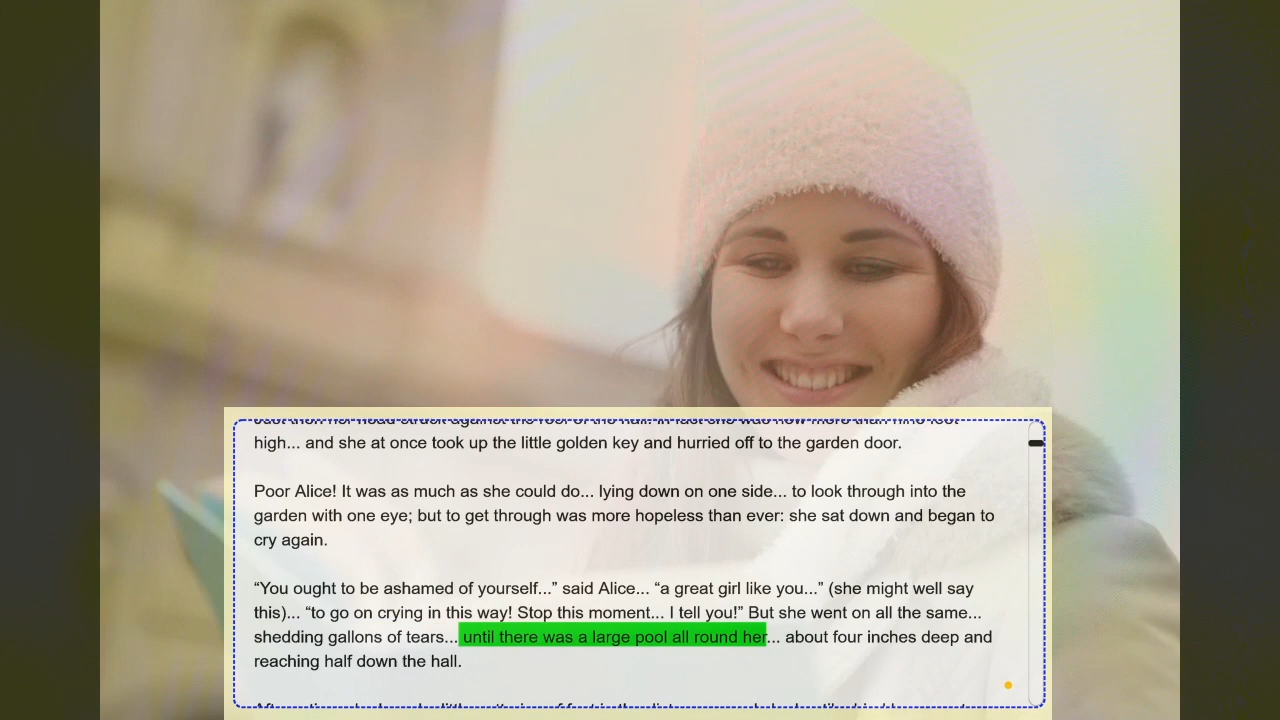 high... and she at once took up the little golden key and hurried off to the garden door.
Poor Alice! It was as much as she could do... lying down on one side... to look through into the
garden with one eye; but to get through was more hopeless than ever: she sat down and began to
cry again.
“You ought to be ashamed of yourself...” said Alice... “a great girl like you...” (she might well say
this)... “to go on crying in this way! Stop this moment... I tell you!” But she went on all the same...
shedding gallons of tears... until there was a large pool all round her... about four inches deep and
reaching half down the hall.